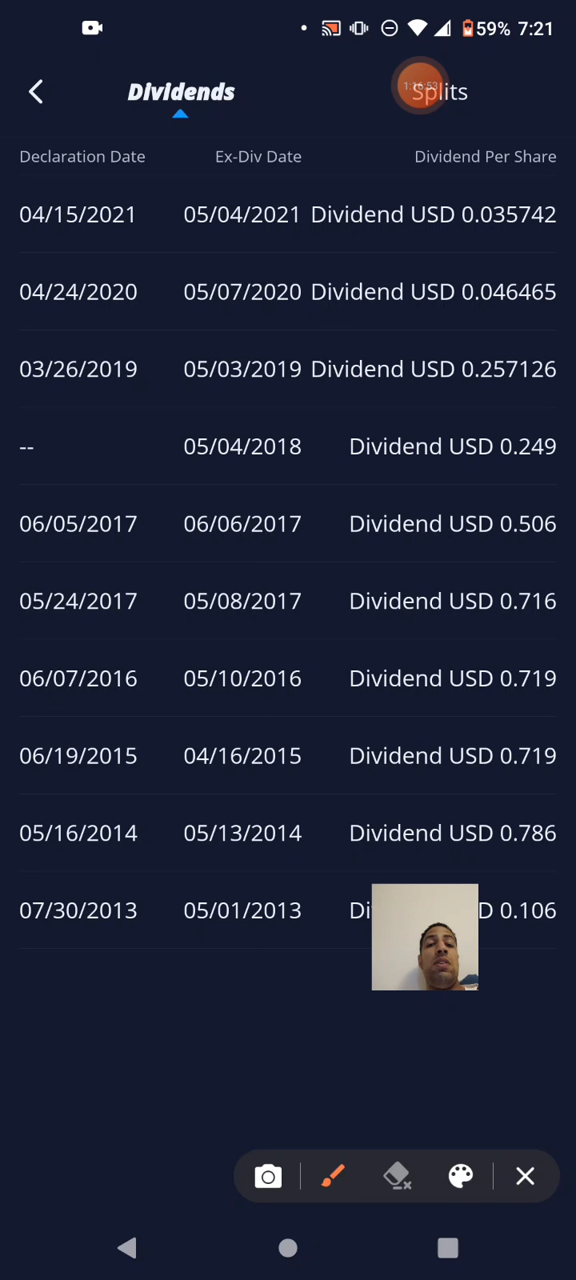 59% 7:21
Dividends Splits
1:16:53
Declaration Date Ex-Div Date Dividend Per Share
04/15/2021 05/04/2021 Dividend USD 0.035742
04/24/2020 05/07/2020 Dividend USD 0.046465
03/26/2019 05/03/2019 Dividend USD 0.257126
-- 05/04/2018 Dividend USD 0.249
06/05/2017 06/06/2017 Dividend USD 0.506
05/24/2017 05/08/2017 Dividend USD 0.716
06/07/2016 05/10/2016 Dividend USD 0.719
06/19/2015 04/16/2015 Dividend USD 0.719
05/16/2014 05/13/2014 Dividend USD 0.786
07/30/2013 05/01/2013 Di D 0.106